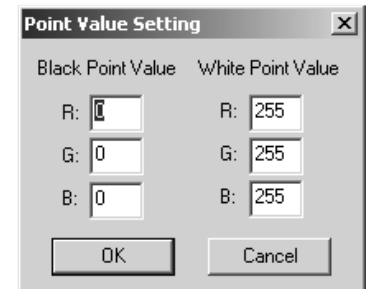 Point Value Setting
Black Point Value White Point Value
R: 0 R: 255
G: 0 G: 255
B: 0 B: 255
OK Cancel